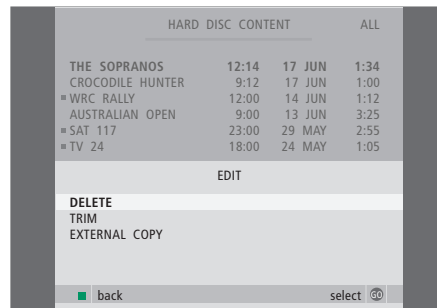 HARD DISC CONTENT ALL
THE SOPRANOS 12:14 17 JUN 1:34
CROCODILE HUNTER 9:12 17 JUN 1:00
WRC RALLY 12:00 14 JUN 1:12
AUSTRALIAN OPEN 9:00 13 JUN 3:25
SAT 117 23:00 29 MAY 2:55
TV 24 18:00 24 MAY 1:05
EDIT
DELETE
TRIM
EXTERNAL COPY
back select GO